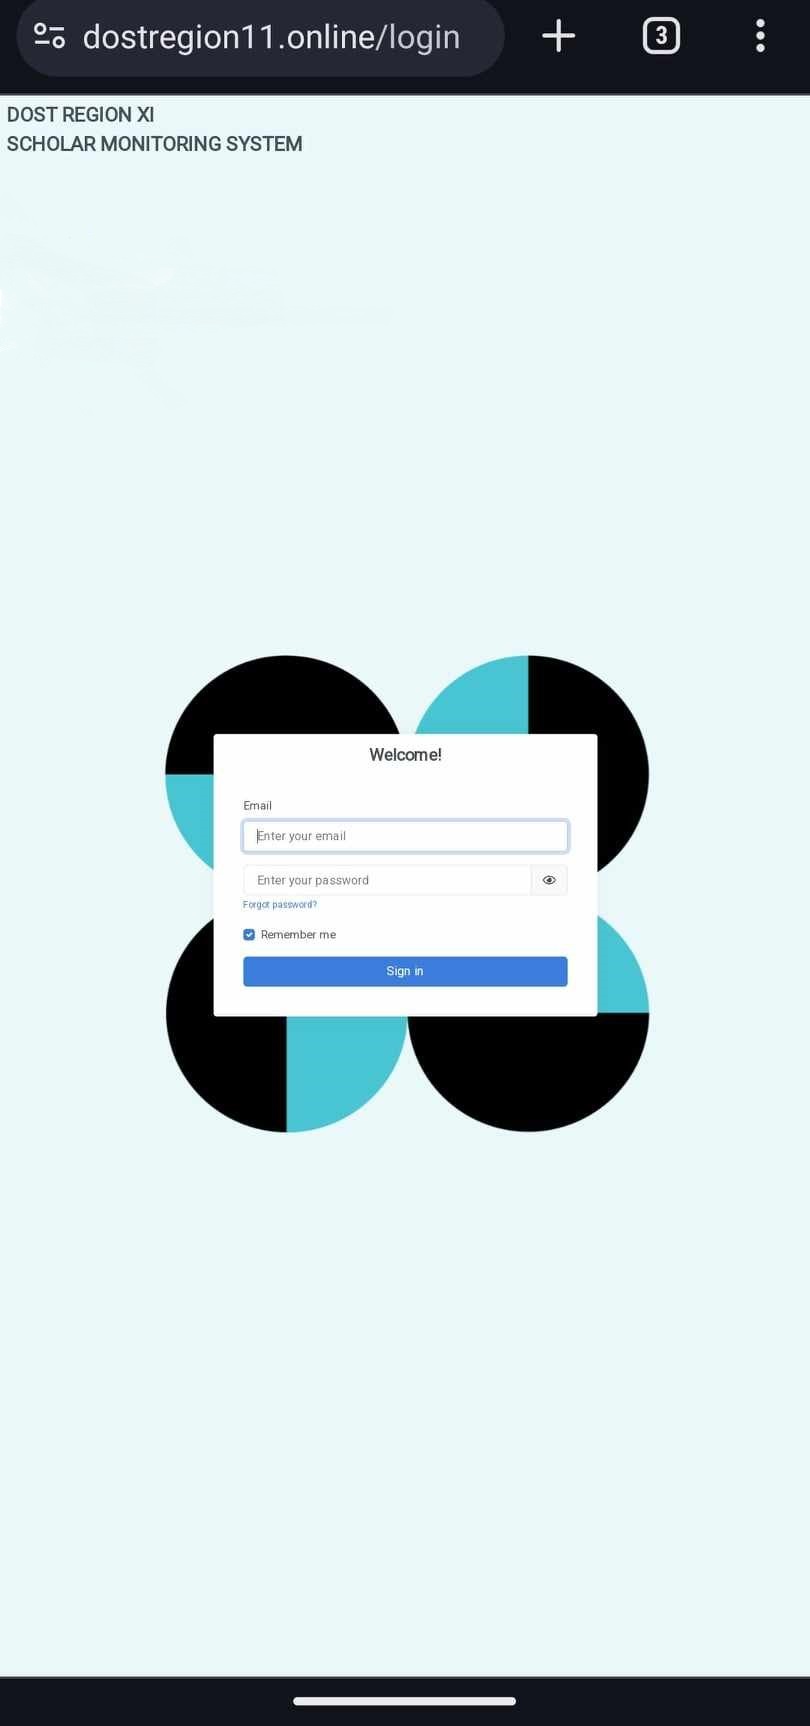 dostregion11.online/login
3
DOST REGION XI
SCHOLAR MONITORING SYSTEM
Welcome!
Email
Enter your email
Enter your password
Forgot password?
Remember me
Sign in